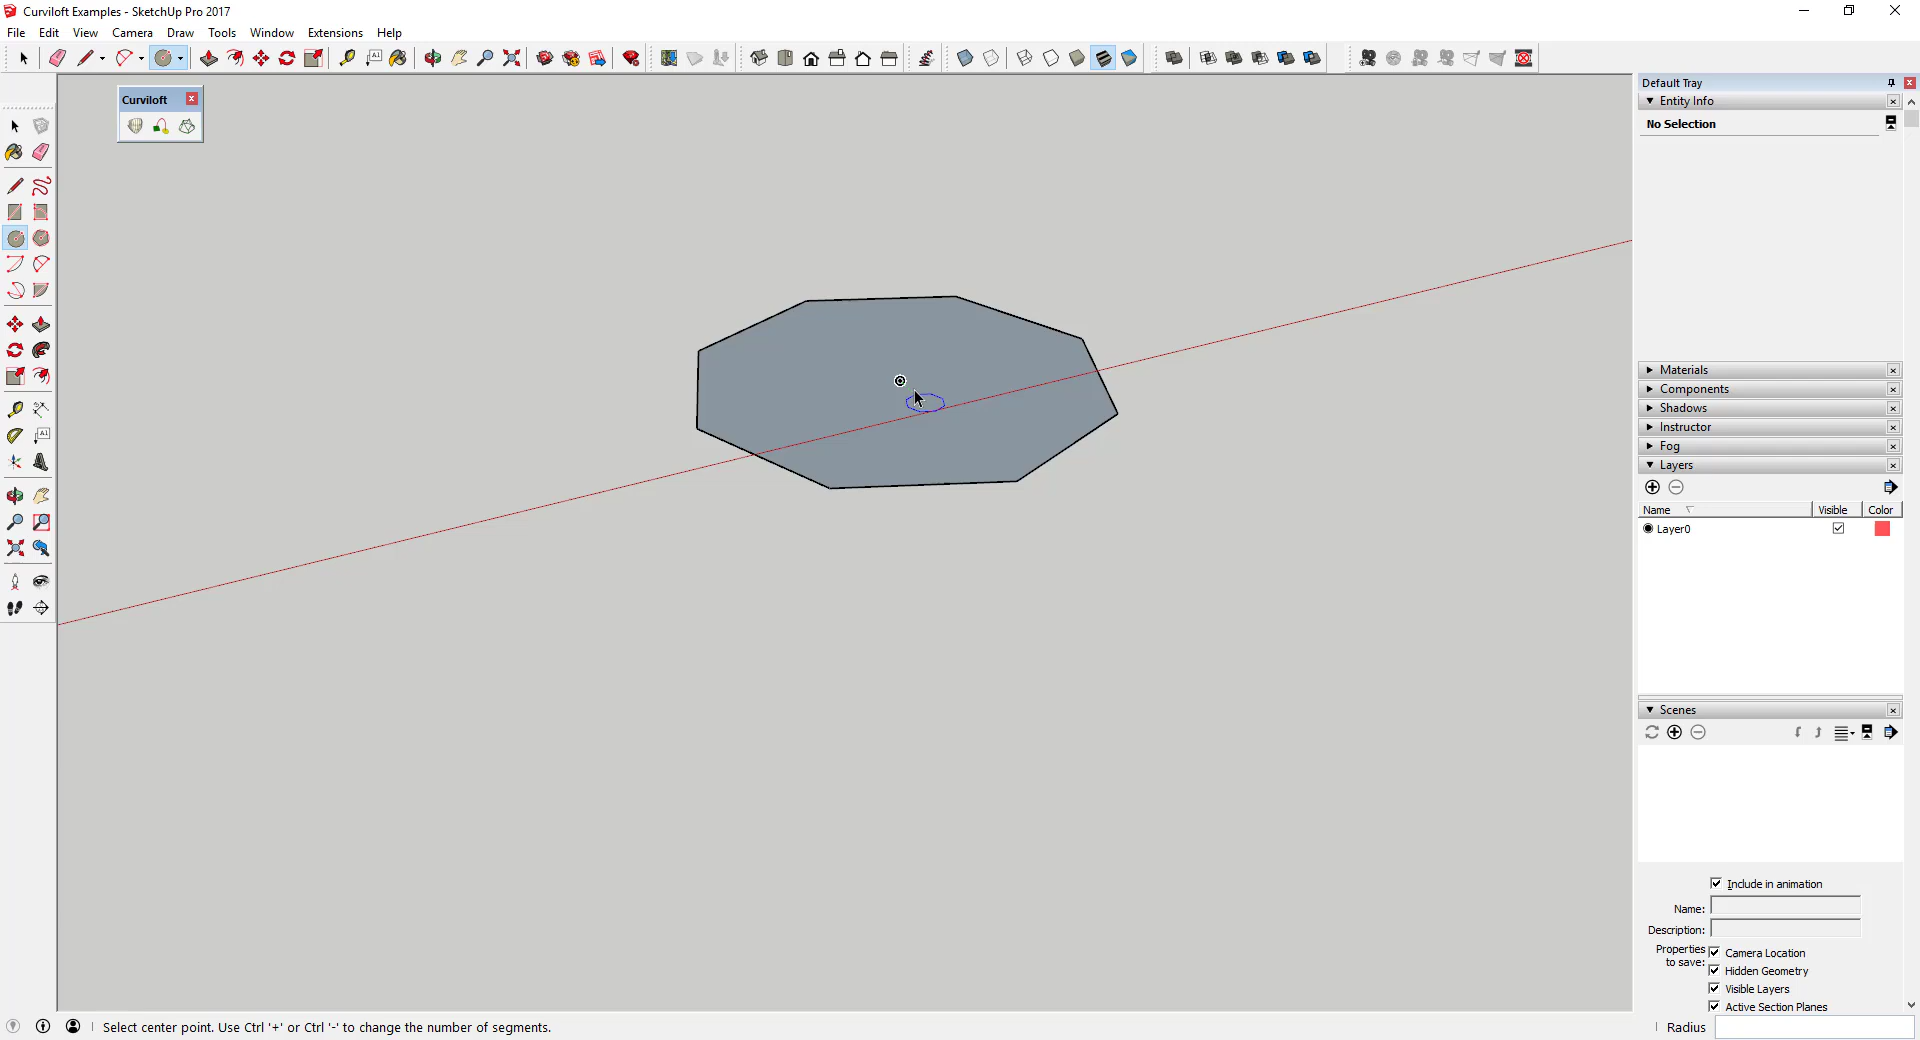 Curviloft Examples - SketchUp Pro 2017
File Edit View Camera Draw Tools Window Extensions Help
Default Tray
Curviloft
Entity Info
No Selection
Materials
Components
Shadows
Instructor
Fog
Layers
Name Visible Color
Layer0
Scenes
Include in animation
Name:
Description:
Properties to save:
Camera Location
Hidden Geometry
Visible Layers
Active Section Planes
Select center point. Use Ctrl '+' or Ctrl '-' to change the number of segments.
Radius